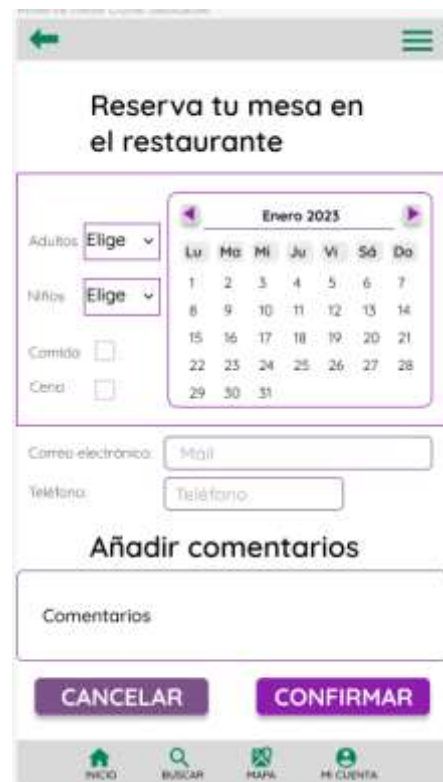 Reserva tu mesa en
el restaurante
Adultos Elige
Niños Elige
Comida
Cena
Enero 2023
Lu Ma Mi Ju Vi Sá Do
1 2 3 4 5 6 7
8 9 10 11 12 13 14
15 16 17 18 19 20 21
22 23 24 25 26 27 28
29 30 31
Correo electrónico: Mail
Teléfono: Teléfono
Añadir comentarios
Comentarios
CANCELAR CONFIRMAR
INICIO BUSCAR MAPA MI CUENTA